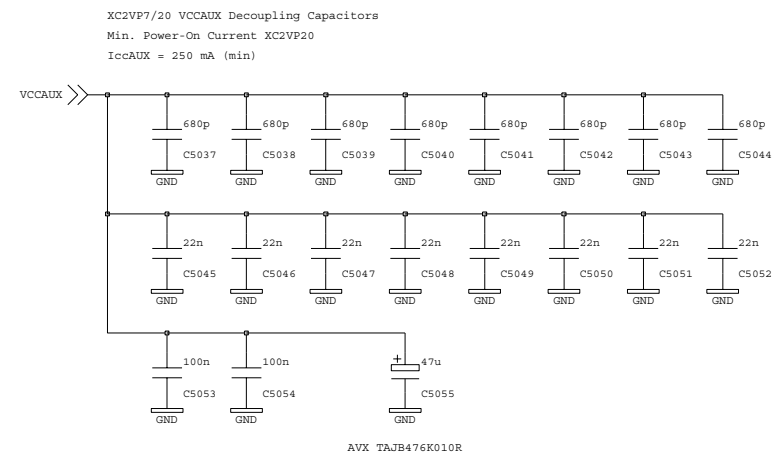 XC2VP7/20 VCCAUX Decoupling Capacitors
Min. Power-On Current XC2VP20
IccAUX = 250 mA (min)
VCCAUX
680p 680p 680p 680p 680p 680p 680p 680p
C5037 C5038 C5039 C5040 C5041 C5042 C5043 C5044
GND GND GND GND GND GND GND GND
22n 22n 22n 22n 22n 22n 22n 22n
C5045 C5046 C5047 C5048 C5049 C5050 C5051 C5052
GND GND GND GND GND GND GND GND
100n 100n + 47u
C5053 C5054 C5055
GND GND GND
AVX TAJB476K010R